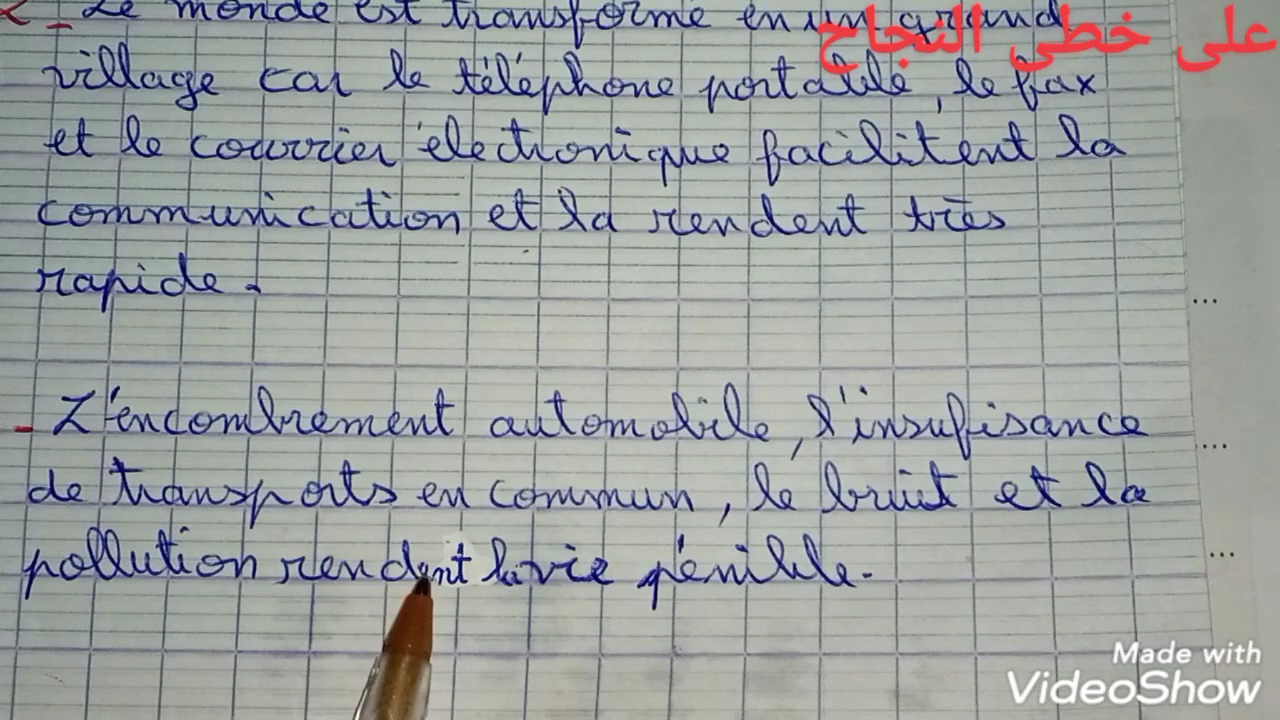 2_ Le monde est transformé en un grand
على خطى النجاح
village car le téléphone portable, le fax
et le courrier électronique facilitent la
communication et la rendent très
rapide.
- L'encombrement automobile, l'insufisance
de transports en commun, le bruit et la
pollution rendent la vie pénible.
...
...
...
Made with
VideoShow